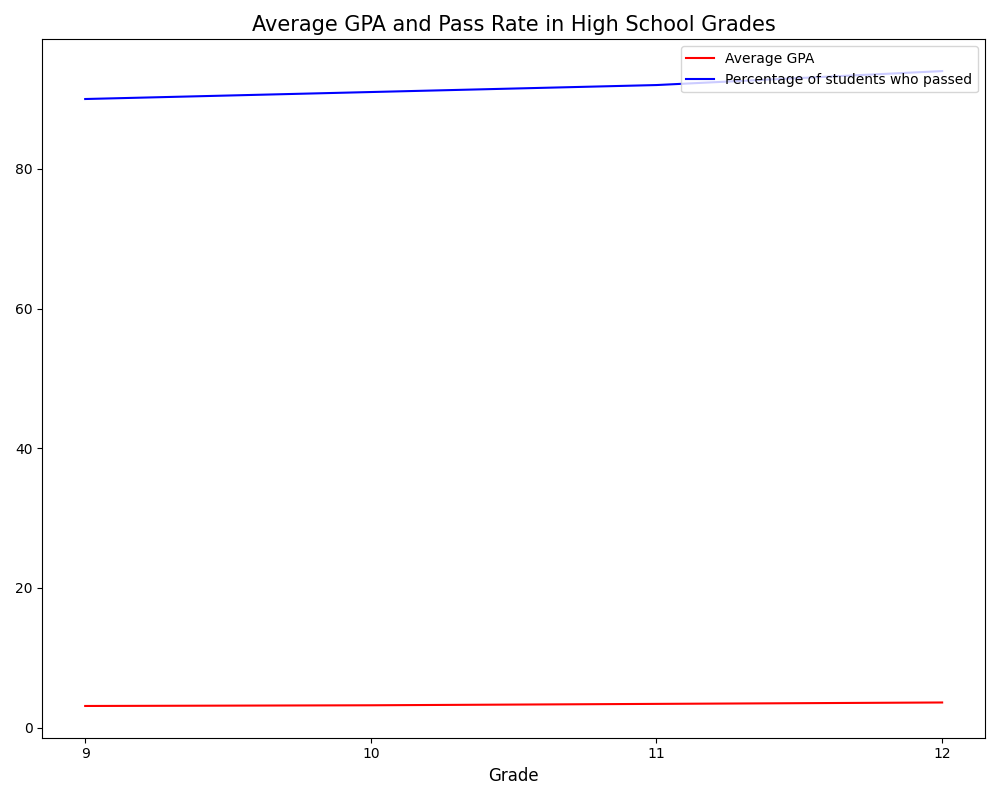 Average GPA and Pass Rate in High School Grades
Average GPA
Percentage of students who passed
80
60
40
20
0
9 10 11 12
Grade